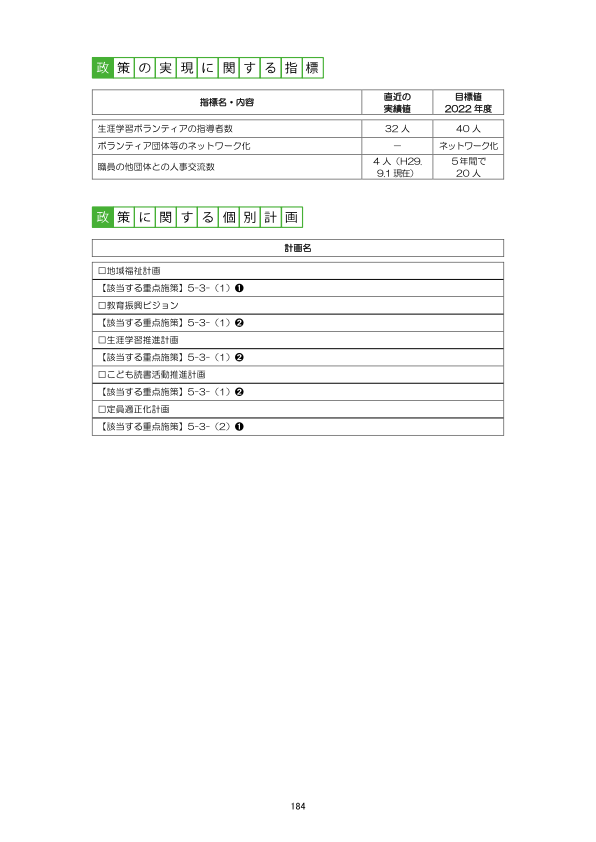 政策の実現に関する指標
指標名・内容 直近の実績値 目標値2022年度
生涯学習ボランティアの指導者数 32人 40人
ボランティア団体等のネットワーク化 － ネットワーク化
職員の他団体との人事交流数 4人（H29.9.1現在） 5年間で20人
政策に関する個別計画
計画名
□地域福祉計画
【該当する重点施策】5-3-（1）❶
□教育振興ビジョン
【該当する重点施策】5-3-（1）❷
□生涯学習推進計画
【該当する重点施策】5-3-（1）❷
□こども読書活動推進計画
【該当する重点施策】5-3-（1）❷
□定員適正化計画
【該当する重点施策】5-3-（2）❶
184